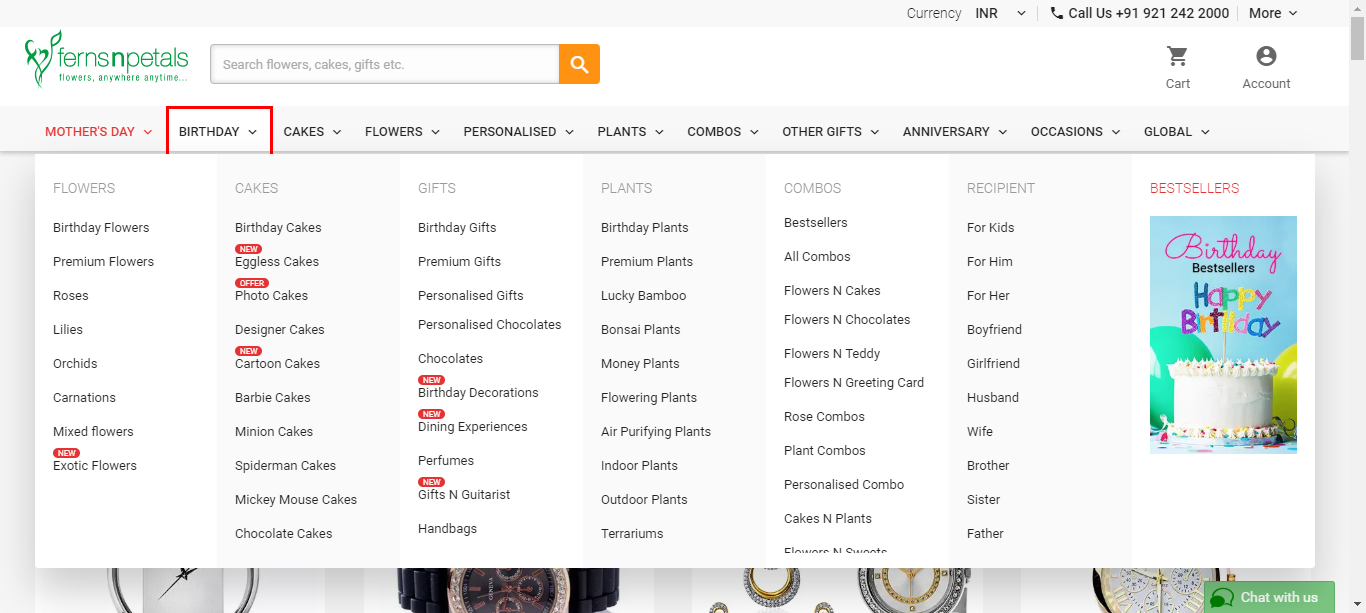 Currency INR Call Us +91 921 242 2000 More
fernsnpetals
flowers, anywhere anytime...
Search flowers, cakes, gifts etc.
Cart Account
MOTHER'S DAY BIRTHDAY CAKES FLOWERS PERSONALISED PLANTS COMBOS OTHER GIFTS ANNIVERSARY OCCASIONS GLOBAL
FLOWERS
Birthday Flowers
Premium Flowers
Roses
Lilies
Orchids
Carnations
Mixed flowers
NEW
Exotic Flowers
CAKES
Birthday Cakes
NEW
Eggless Cakes
OFFER
Photo Cakes
Designer Cakes
NEW
Cartoon Cakes
Barbie Cakes
Minion Cakes
Spiderman Cakes
Mickey Mouse Cakes
Chocolate Cakes
GIFTS
Birthday Gifts
Premium Gifts
Personalised Gifts
Personalised Chocolates
Chocolates
NEW
Birthday Decorations
NEW
Dining Experiences
Perfumes
NEW
Gifts N Guitarist
Handbags
PLANTS
Birthday Plants
Premium Plants
Lucky Bamboo
Bonsai Plants
Money Plants
Flowering Plants
Air Purifying Plants
Indoor Plants
Outdoor Plants
Terrariums
COMBOS
Bestsellers
All Combos
Flowers N Cakes
Flowers N Chocolates
Flowers N Teddy
Flowers N Greeting Card
Rose Combos
Plant Combos
Personalised Combo
Cakes N Plants
Flowers N Sweets
RECIPIENT
For Kids
For Him
For Her
Boyfriend
Girlfriend
Husband
Wife
Brother
Sister
Father
BESTSELLERS
Birthday
Bestsellers
Happy
Birthday
Chat with us